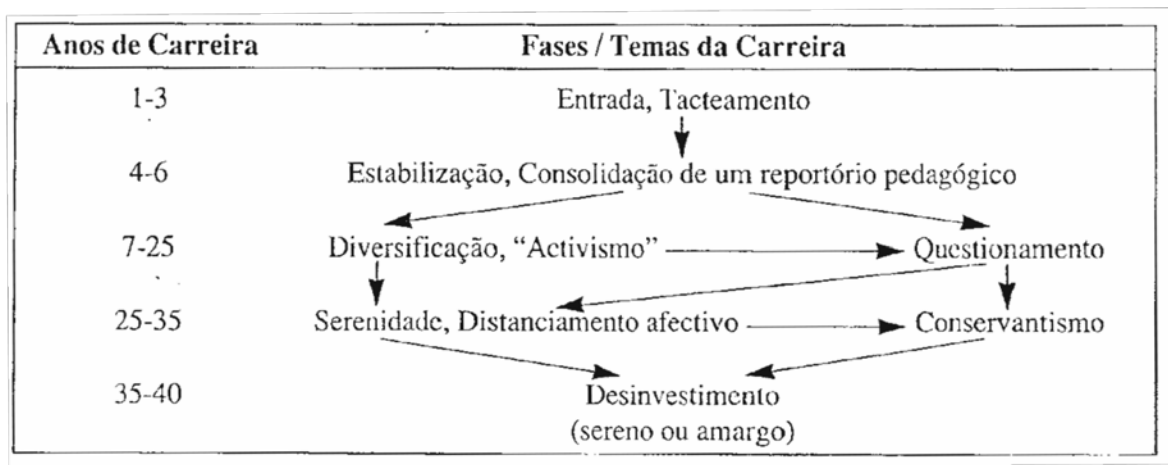 Anos de Carreira Fases / Temas da Carreira
1-3 Entrada, Tacteamento
4-6 Estabilização, Consolidação de um reportório pedagógico
7-25 Diversificação, “Activismo” Questionamento
25-35 Serenidade, Distanciamento afectivo Conservantismo
35-40 Desinvestimento
(sereno ou amargo)